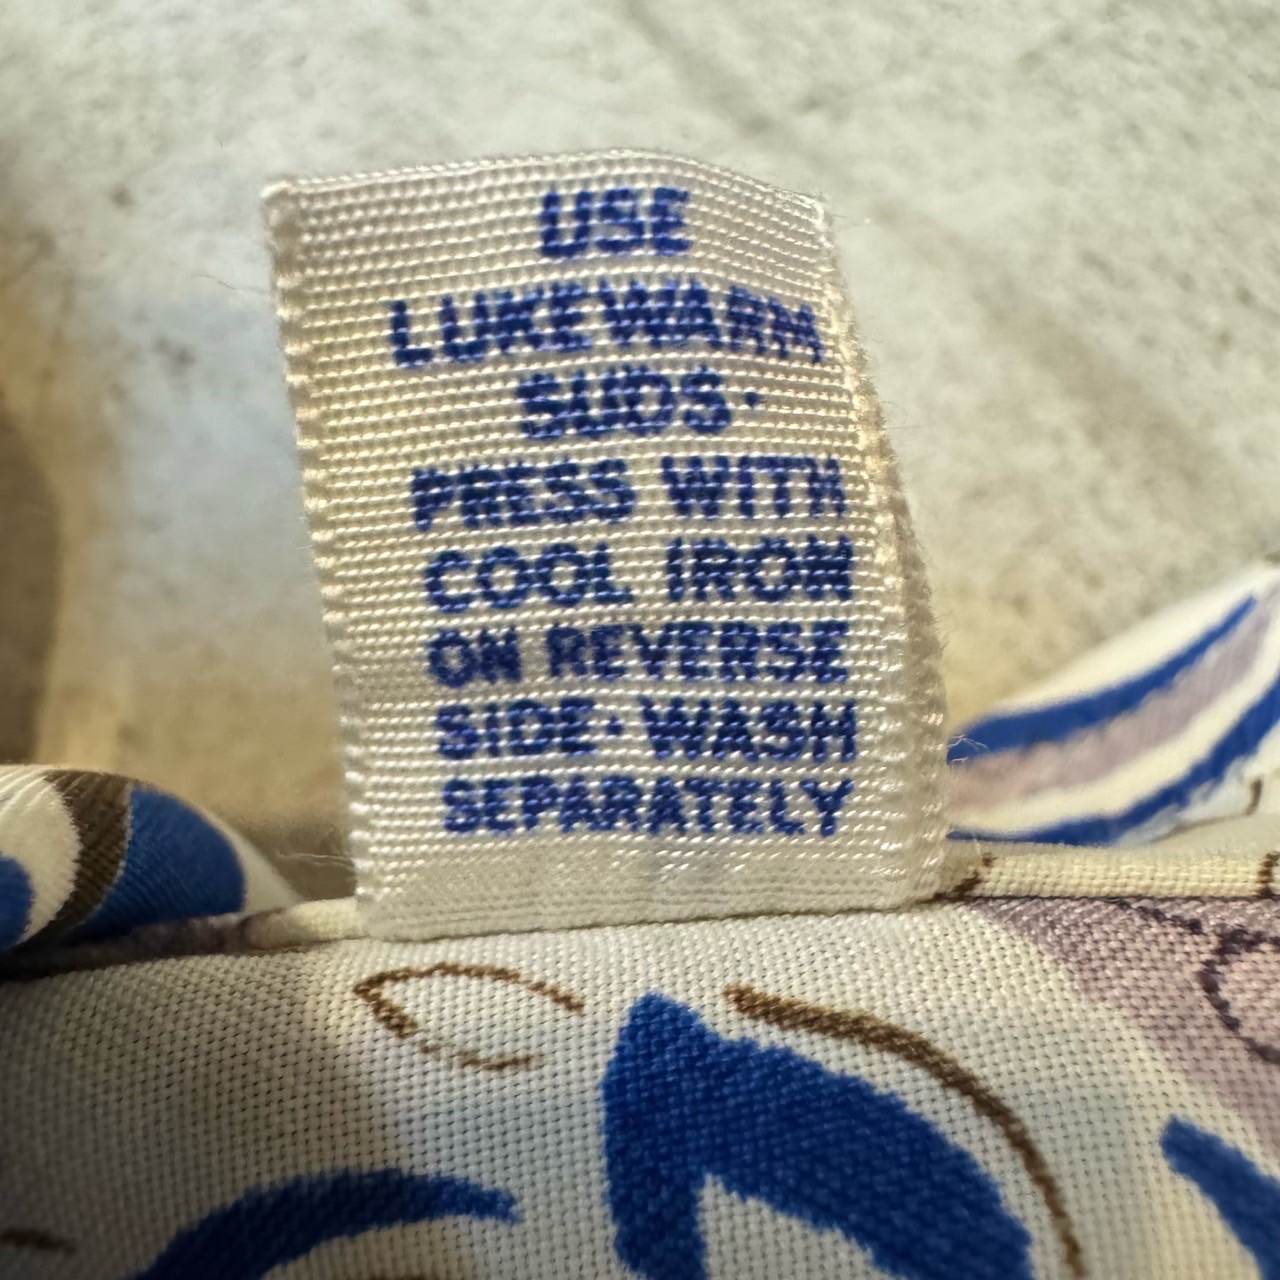 USE
LUKEWARM
SUDS·
PRESS WITH
COOL IRON
ON REVERSE
SIDE·WASH
SEPARATELY